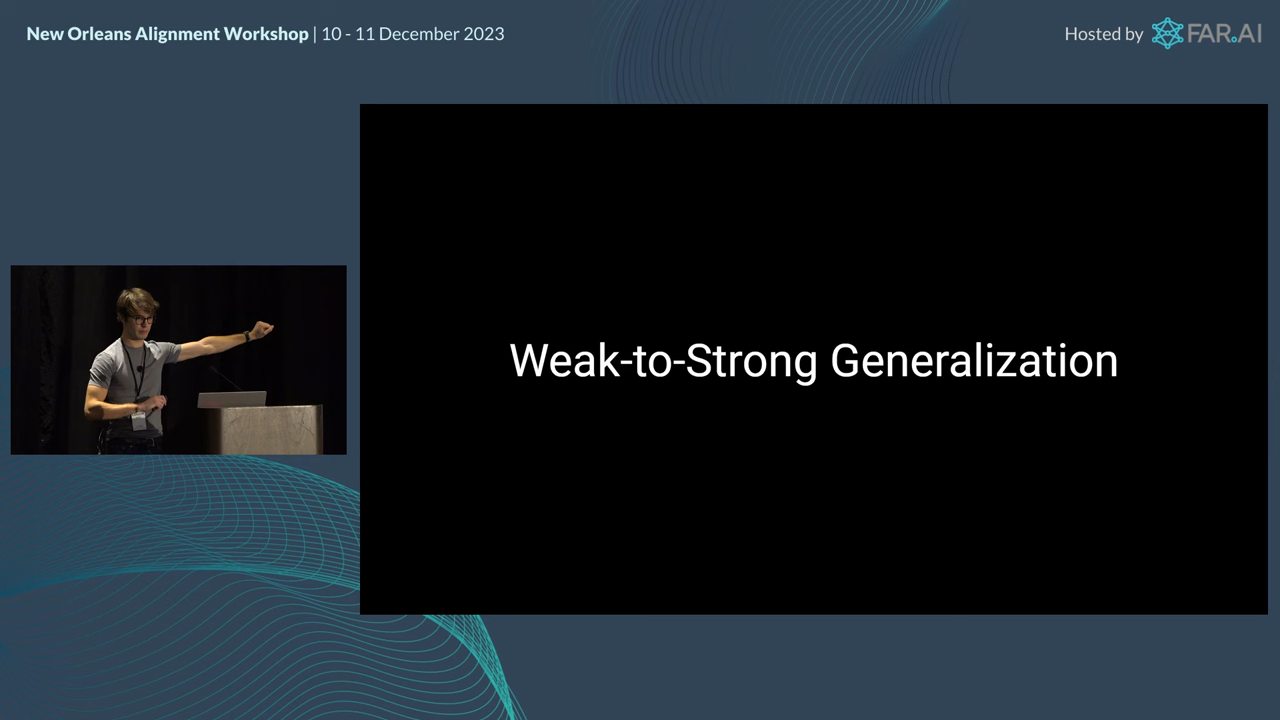 New Orleans Alignment Workshop | 10 - 11 December 2023
Hosted by FAR.AI
Weak-to-Strong Generalization